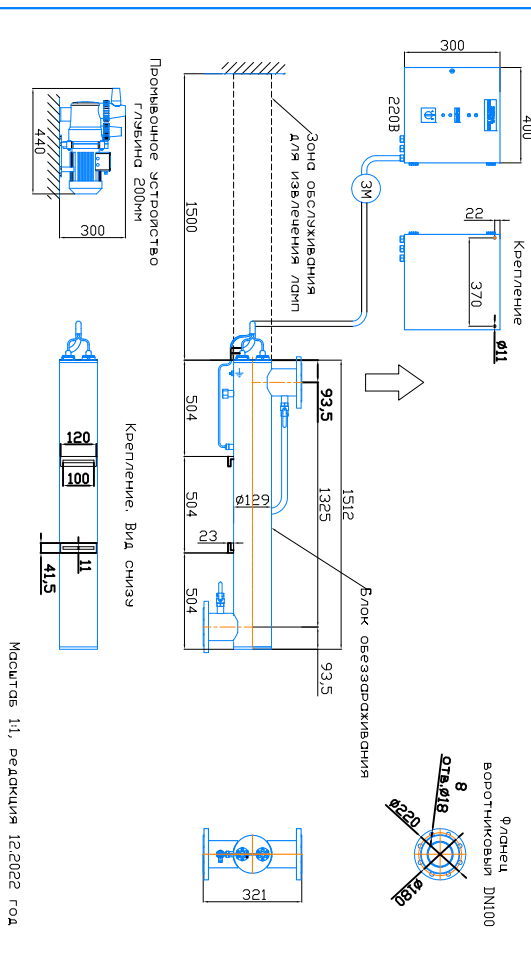 300
400
220В
3М
Крепление
22
370
Ø11
Промывочное устройство
глубина 200мм
440
300
Зона обслуживания
для извлечения ламп
1500
93,5
504
504
504
Ø129
23
1325
1512
93,5
Блок обеззараживания
Крепление. Вид снизу
120
100
11
41,5
фланец
воротниковый DN100
8
отв.Ø18
Ø220
Ø180
321
Масштаб 1:1, редакция 12.2022 год